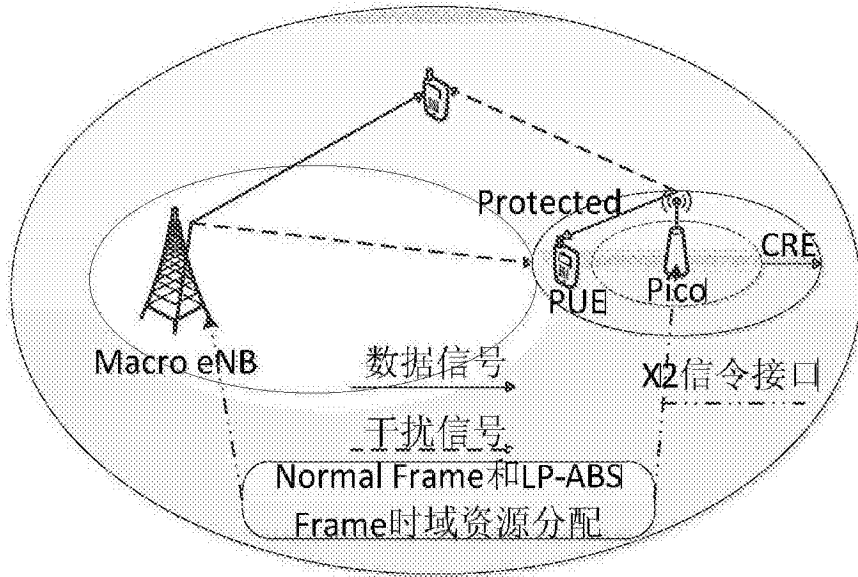 Protected
CRE
PUE
Pico
Macro eNB
数据信号
X2信令接口
干扰信号
Normal Frame和LP-ABS
Frame时域资源分配